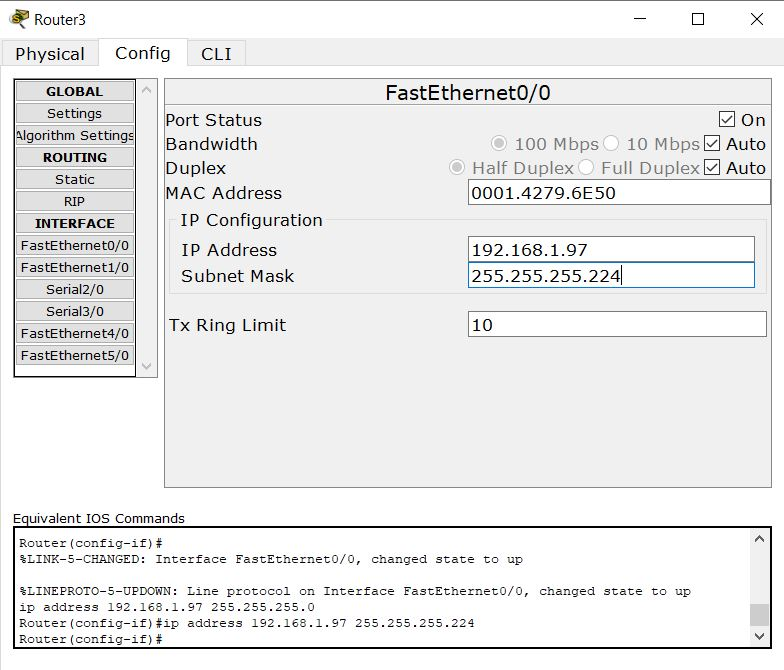 Router3
Physical Config CLI
GLOBAL
Settings
Algorithm Settings
ROUTING
Static
RIP
INTERFACE
FastEthernet0/0
FastEthernet1/0
Serial2/0
Serial3/0
FastEthernet4/0
FastEthernet5/0
FastEthernet0/0
Port Status On
Bandwidth 100 Mbps 10 Mbps Auto
Duplex Half Duplex Full Duplex Auto
MAC Address 0001.4279.6E50
IP Configuration
IP Address 192.168.1.97
Subnet Mask 255.255.255.224
Tx Ring Limit 10
Equivalent IOS Commands
Router(config-if)#
%LINK-5-CHANGED: Interface FastEthernet0/0, changed state to up
%LINEPROTO-5-UPDOWN: Line protocol on Interface FastEthernet0/0, changed state to up
ip address 192.168.1.97 255.255.255.0
Router(config-if)#ip address 192.168.1.97 255.255.255.224
Router(config-if)#